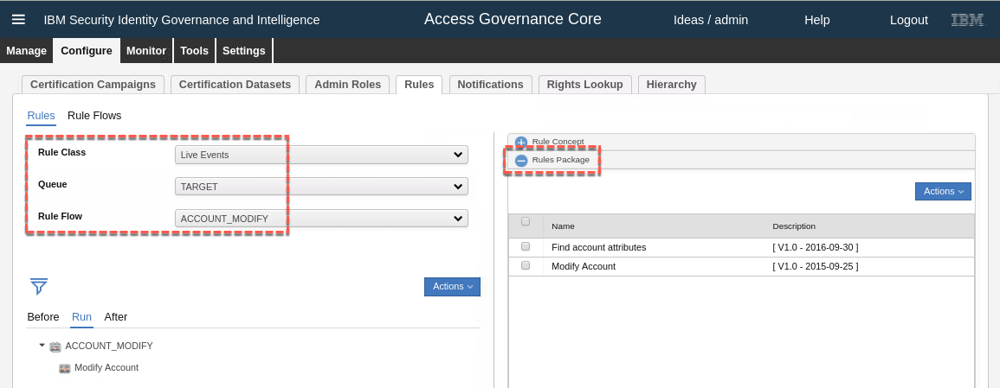 IBM Security Identity Governance and Intelligence Access Governance Core Ideas / admin Help Logout IBM
Manage Configure Monitor Tools Settings
Certification Campaigns Certification Datasets Admin Roles Rules Notifications Rights Lookup Hierarchy
Rules Rule Flows
Rule Class Live Events
Queue TARGET
Rule Flow ACCOUNT_MODIFY
Actions
Before Run After
ACCOUNT_MODIFY
Modify Account
Rule Concept
Rules Package
Actions
Name Description
Find account attributes [ V1.0 - 2016-09-30 ]
Modify Account [ V1.0 - 2015-09-25 ]